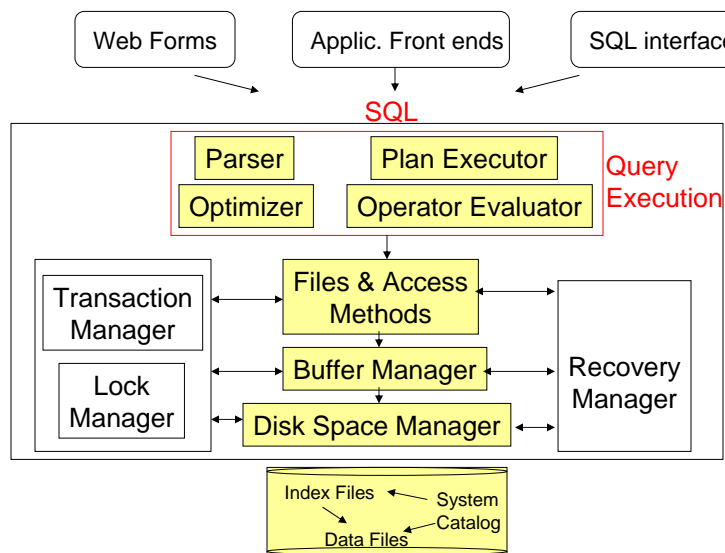 Web Forms
Applic. Front ends
SQL interface
SQL
Parser
Plan Executor
Optimizer
Operator Evaluator
Query
Execution
Transaction
Manager
Lock
Manager
Files & Access
Methods
Buffer Manager
Disk Space Manager
Recovery
Manager
Index Files
System
Catalog
Data Files